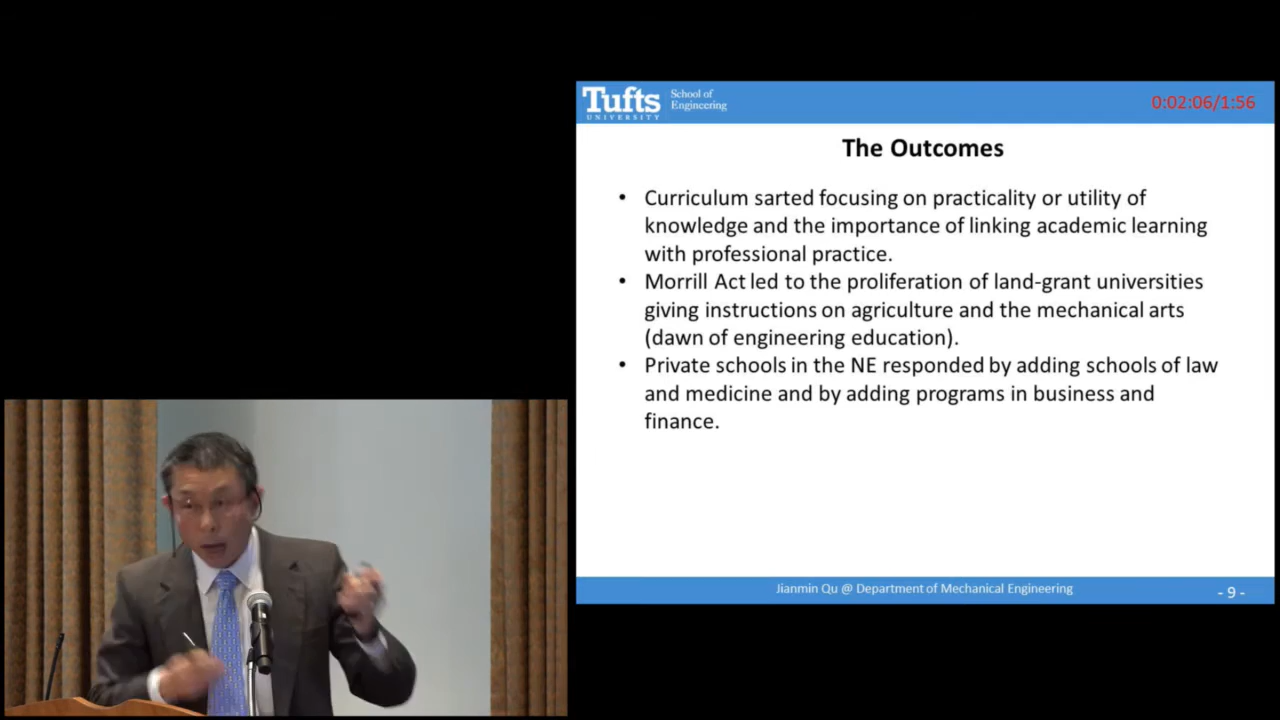 Tufts
UNIVERSITY
School of
Engineering
0:02:06/1:56
The Outcomes
• Curriculum sarted focusing on practicality or utility of
knowledge and the importance of linking academic learning
with professional practice.
• Morrill Act led to the proliferation of land-grant universities
giving instructions on agriculture and the mechanical arts
(dawn of engineering education).
• Private schools in the NE responded by adding schools of law
and medicine and by adding programs in business and
finance.
Jianmin Qu @ Department of Mechanical Engineering
- 9 -